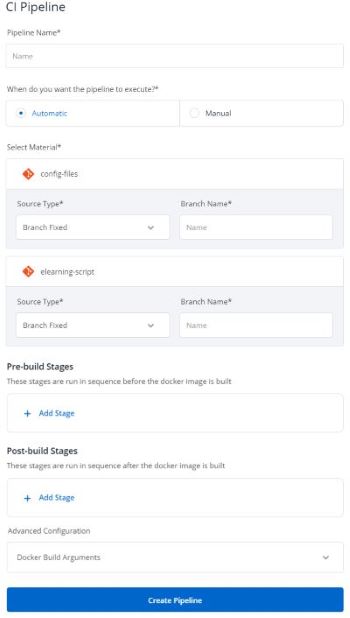 CI Pipeline
Pipeline Name*
Name
When do you want the pipeline to execute?*
Automatic
Manual
Select Material*
config-files
Source Type*
Branch Name*
Branch Fixed
Name
elearning-script
Source Type*
Branch Name*
Branch Fixed
Name
Pre-build Stages
These stages are run in sequence before the docker image is built
+ Add Stage
Post-build Stages
These stages are run in sequence after the docker image is built
+ Add Stage
Advanced Configuration
Docker Build Arguments
Create Pipeline